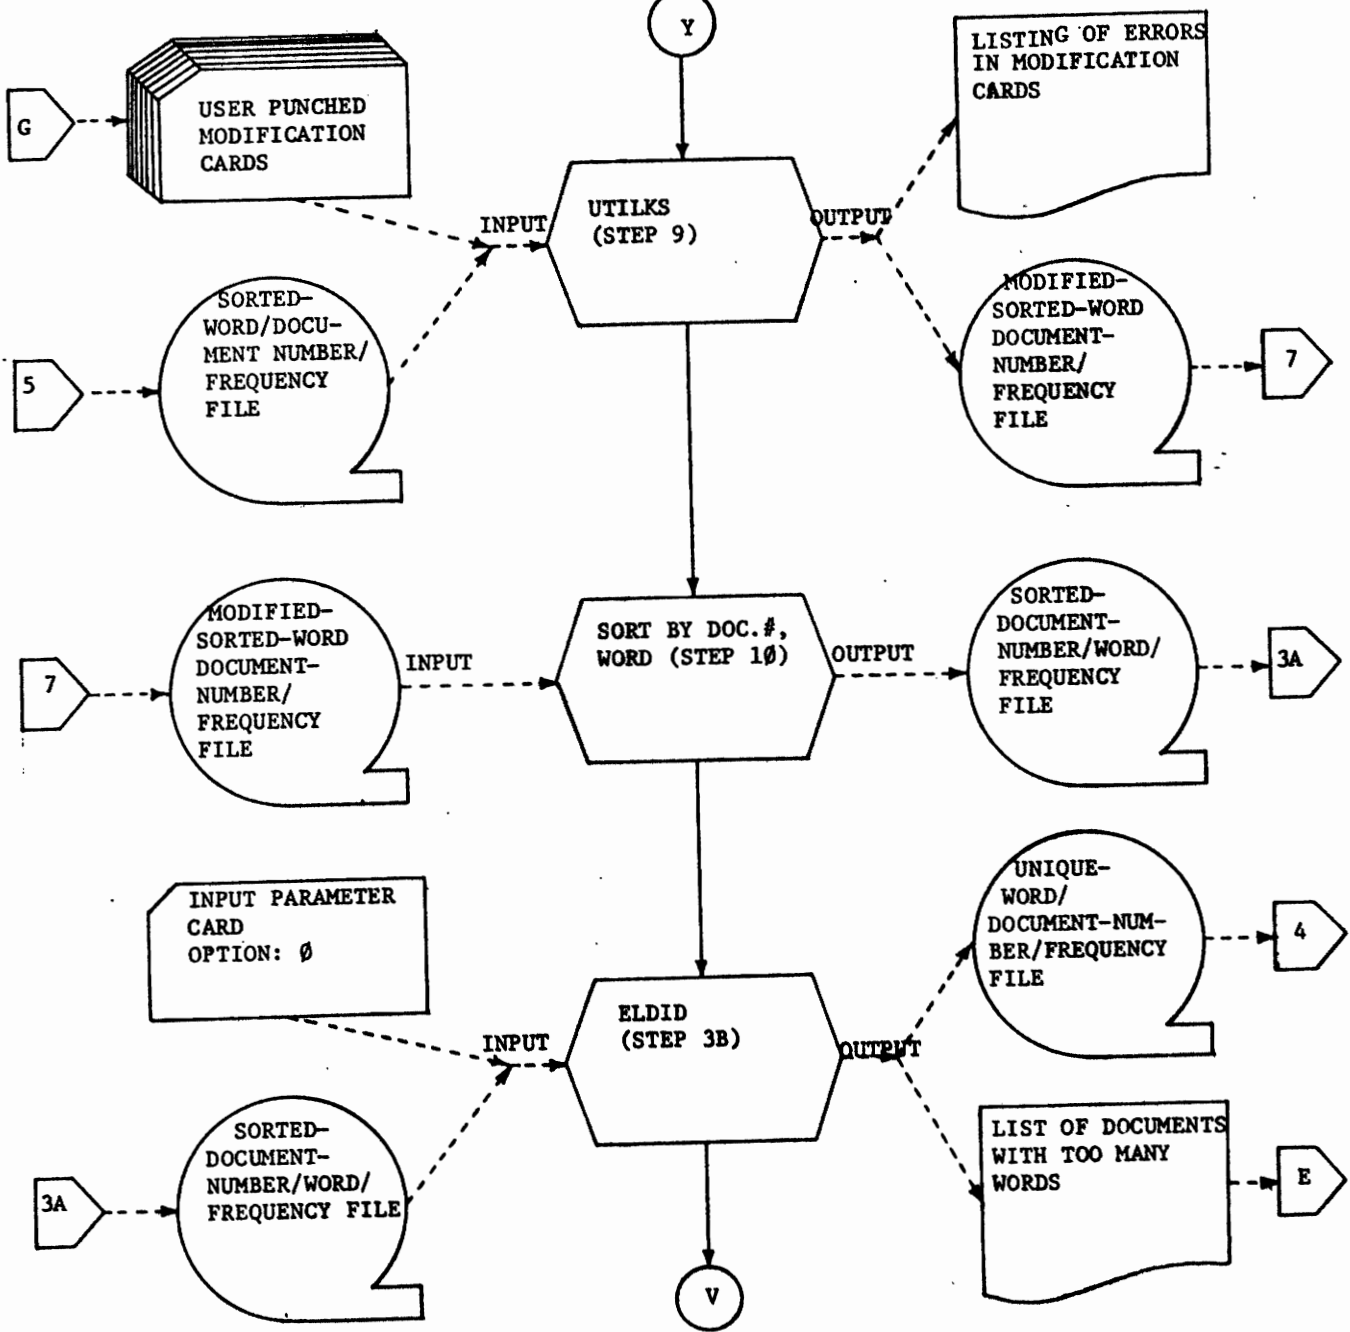 Y
G
USER PUNCHED
MODIFICATION
CARDS
LISTING OF ERRORS
IN MODIFICATION
CARDS
INPUT
UTILKS
(STEP 9)
OUTPUT
5
SORTED-
WORD/DOCU-
MENT NUMBER/
FREQUENCY
FILE
MODIFIED-
SORTED-WORD
DOCUMENT-
NUMBER/
FREQUENCY
FILE
7
7
MODIFIED-
SORTED-WORD
DOCUMENT-
NUMBER/
FREQUENCY
FILE
INPUT
SORT BY DOC.#,
WORD (STEP 1Ø)
OUTPUT
SORTED-
DOCUMENT-
NUMBER/WORD/
FREQUENCY
FILE
3A
INPUT PARAMETER
CARD
OPTION: Ø
INPUT
ELDID
(STEP 3B)
OUTPUT
UNIQUE-
WORD/
DOCUMENT-NUM-
BER/FREQUENCY
FILE
4
3A
SORTED-
DOCUMENT-
NUMBER/WORD/
FREQUENCY FILE
LIST OF DOCUMENTS
WITH TOO MANY
WORDS
E
V